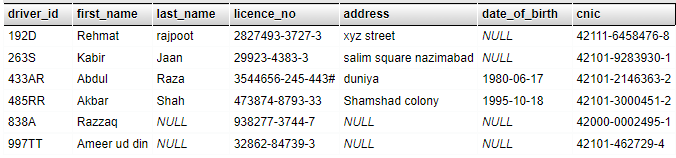 driver_id first_name last_name licence_no address date_of_birth cnic
192D Rehmat rajpoot 2827493-3727-3 xyz street NULL 42111-6458476-8
263S Kabir Jaan 29923-4383-3 salim square nazimabad NULL 42101-9283930-1
433AR Abdul Raza 3544656-245-443# duniya 1980-06-17 42101-2146363-2
485RR Akbar Shah 473874-8793-33 Shamshad colony 1995-10-18 42101-3000451-2
838A Razzaq NULL 938277-3744-7 NULL NULL 42000-0002495-1
997TT Ameer ud din NULL 32862-84739-3 NULL NULL 42101-462729-4